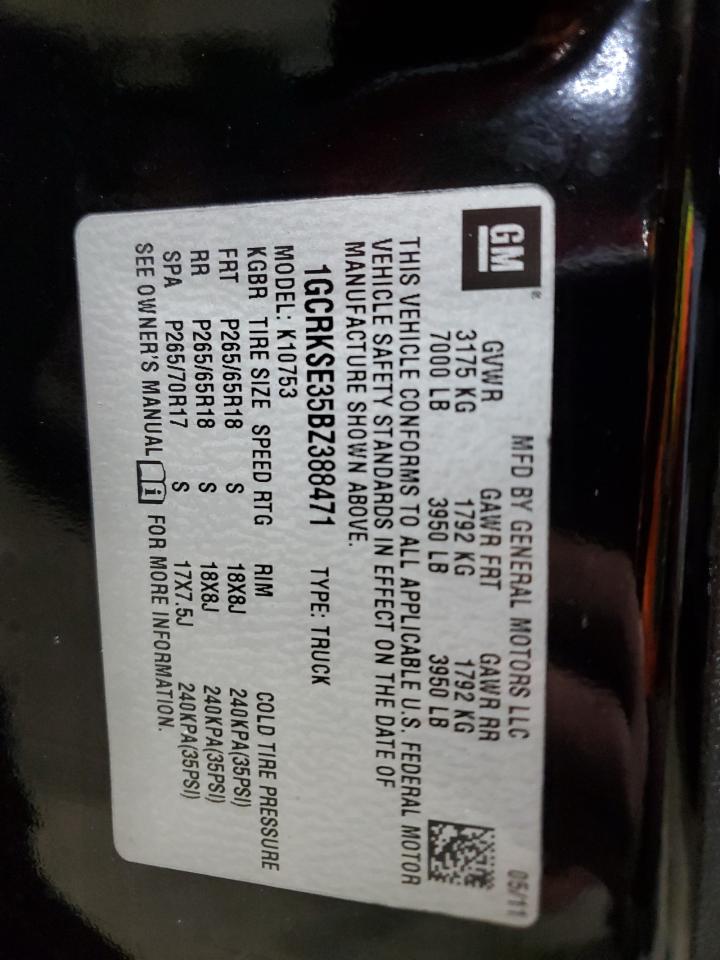 GM
MFD BY GENERAL MOTORS LLC 05/11
GVWR GAWR FRT GAWR RR
3175 KG 1792 KG 1792 KG
7000 LB 3950 LB 3950 LB
THIS VEHICLE CONFORMS TO ALL APPLICABLE U.S. FEDERAL MOTOR
VEHICLE SAFETY STANDARDS IN EFFECT ON THE DATE OF
MANUFACTURE SHOWN ABOVE.
1GCRKSE35BZ388471 TYPE: TRUCK
MODEL: K10753
KGBR TIRE SIZE SPEED RTG RIM COLD TIRE PRESSURE
FRT P265/65R18 S 18X8J 240KPA(35PSI)
RR P265/65R18 S 18X8J 240KPA(35PSI)
SPA P265/70R17 S 17X7.5J 240KPA(35PSI)
SEE OWNER'S MANUAL FOR MORE INFORMATION.